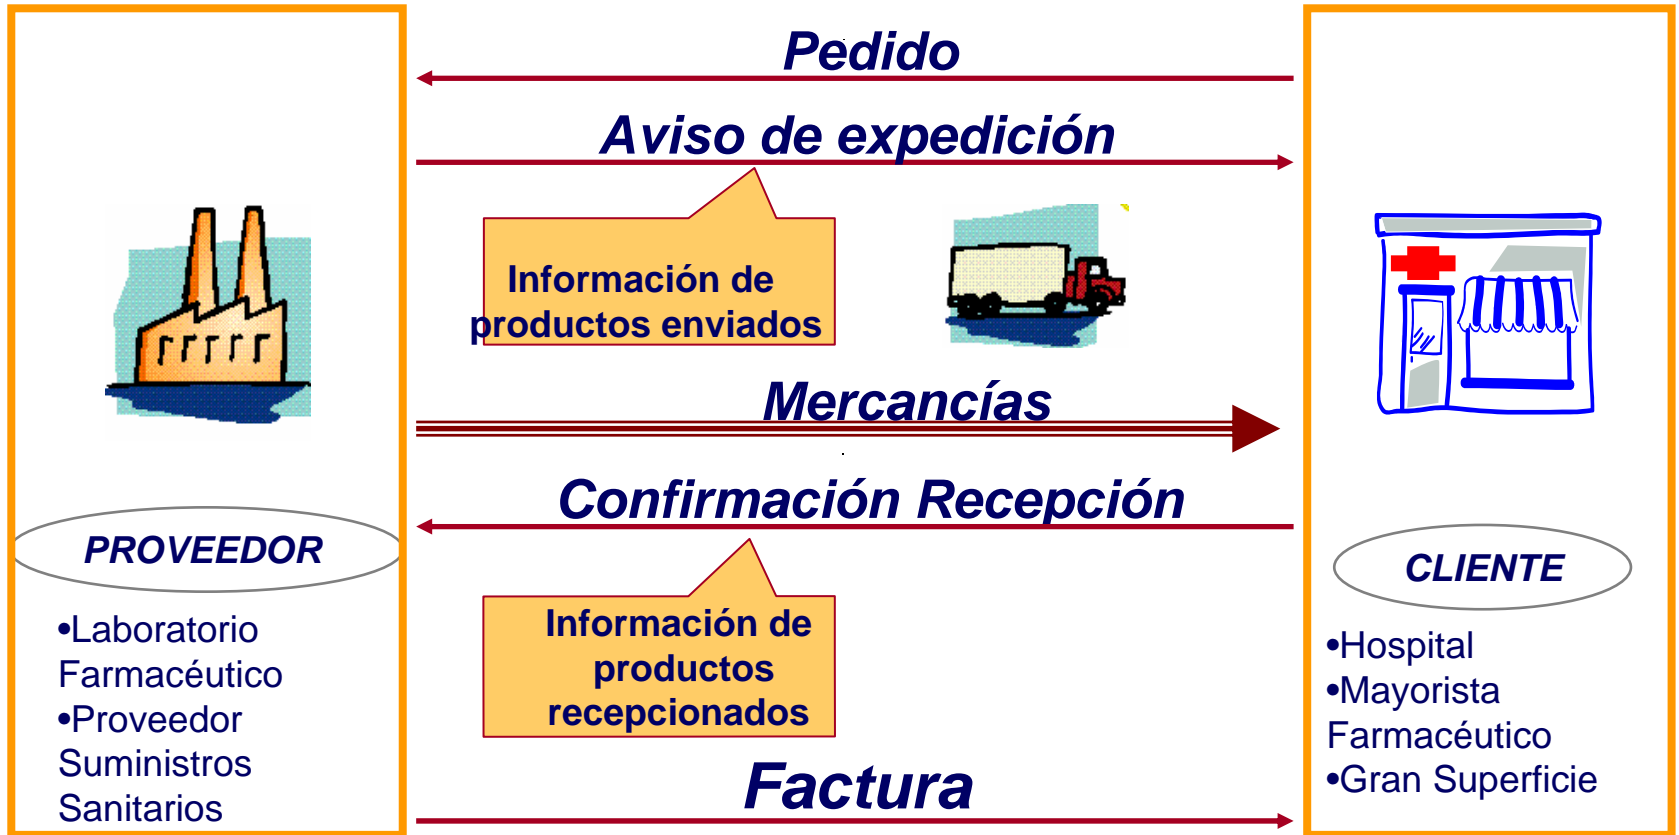 Pedido
Aviso de expedición
Información de
productos enviados
Mercancías
Confirmación Recepción
Información de
productos
recepcionados
Factura
PROVEEDOR
•Laboratorio
Farmacéutico
•Proveedor
Suministros
Sanitarios
CLIENTE
•Hospital
•Mayorista
Farmacéutico
•Gran Superficie